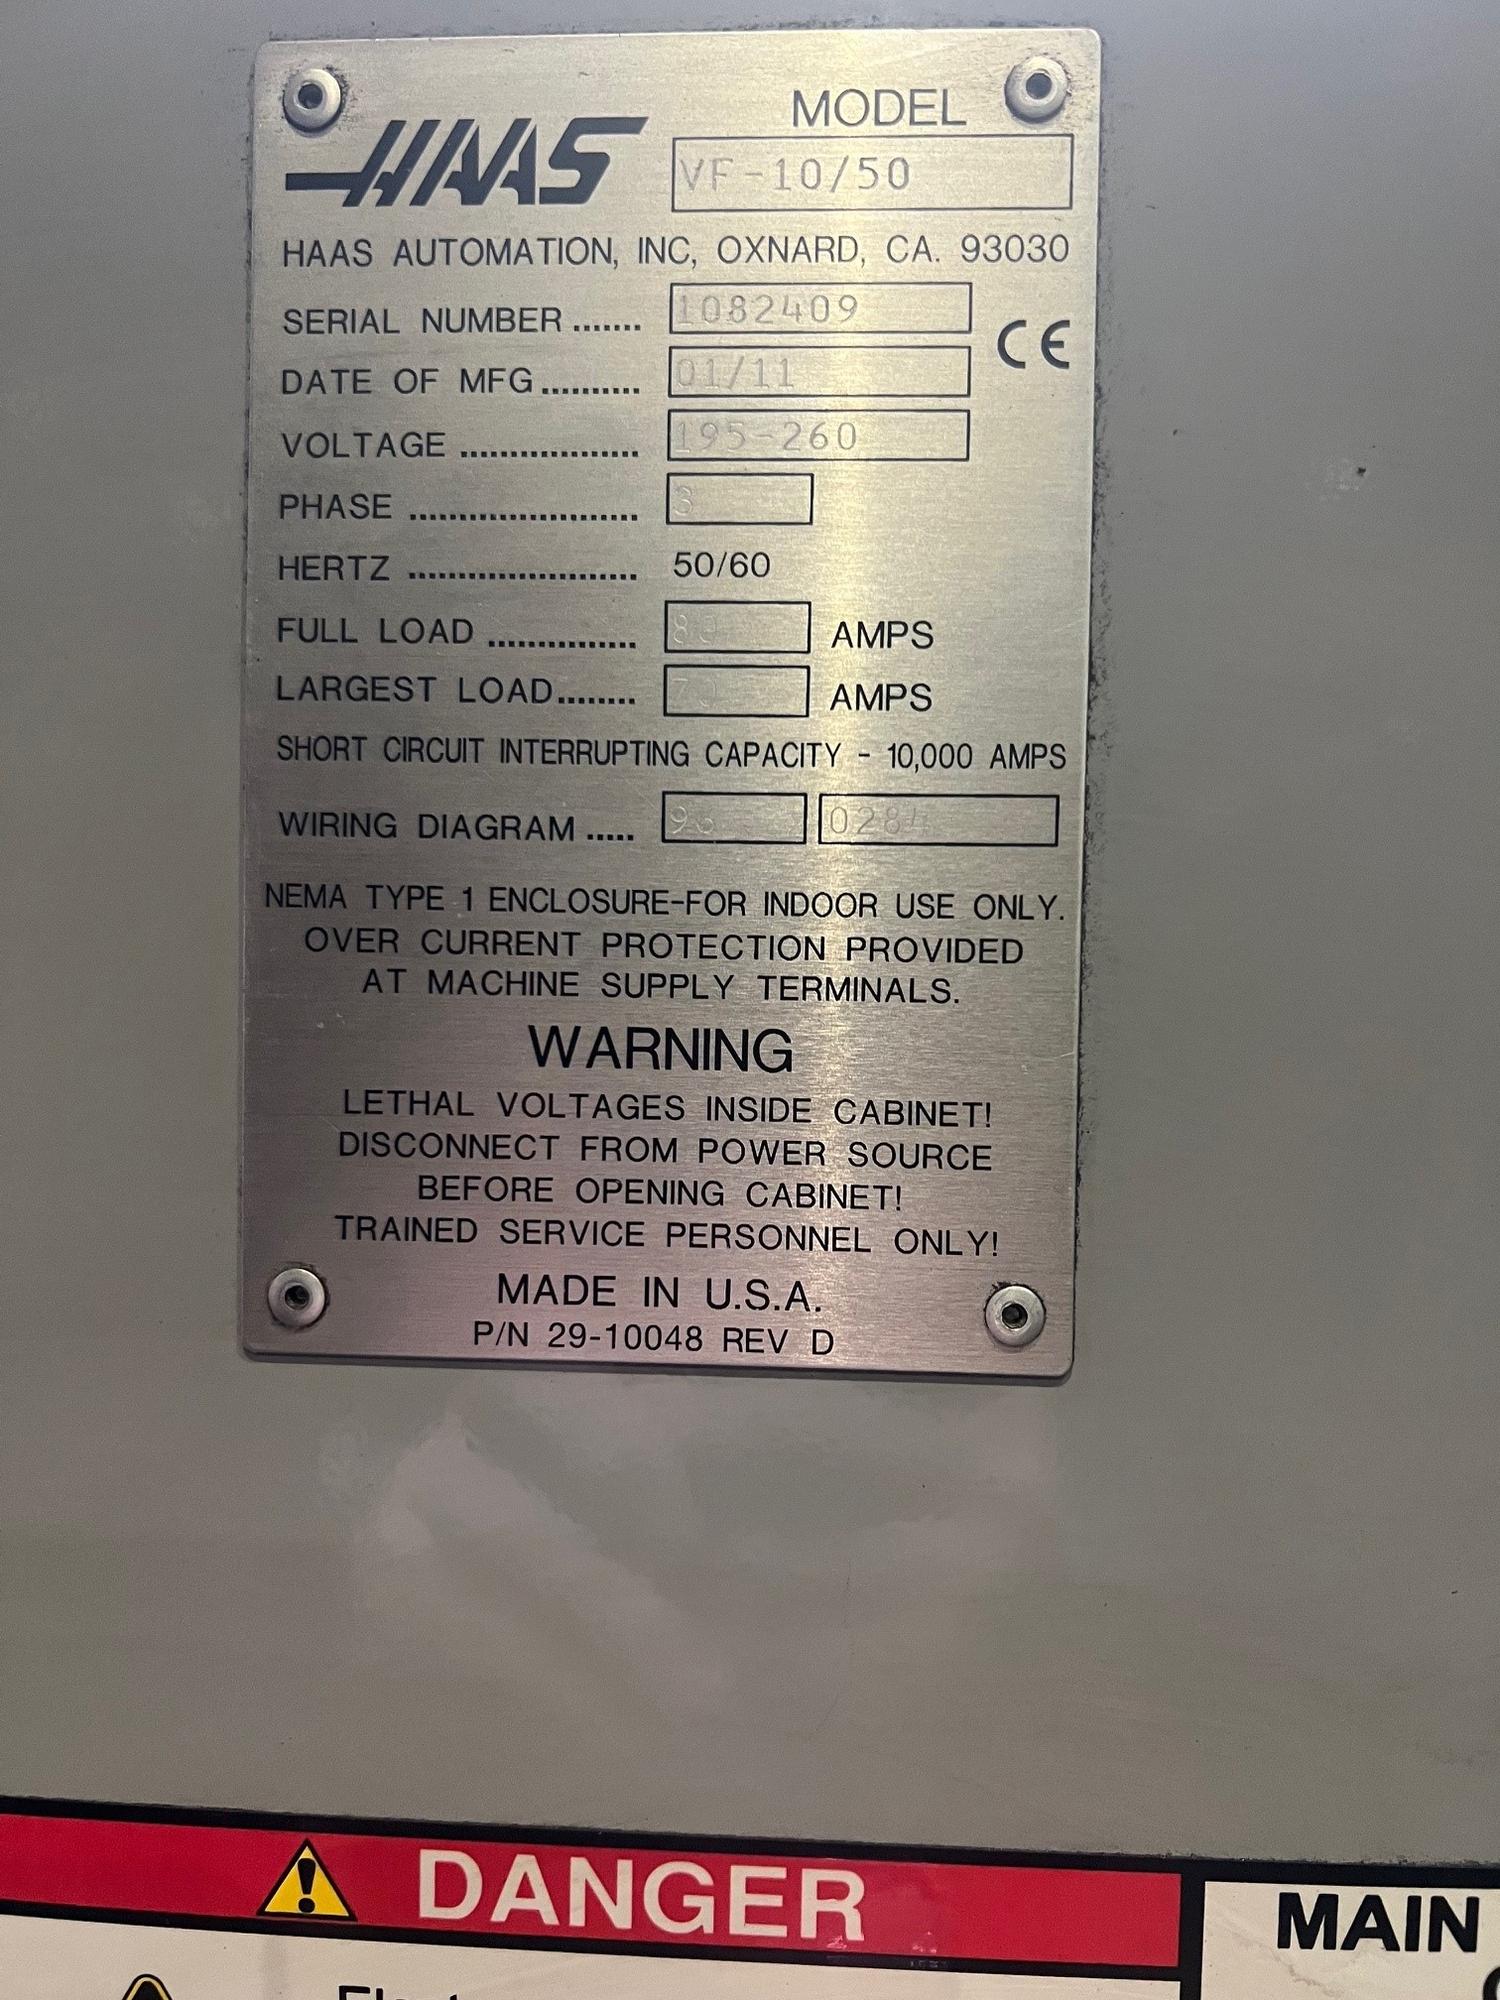 MODEL
HAAS VF-10/50
HAAS AUTOMATION, INC, OXNARD, CA. 93030
SERIAL NUMBER ....... 1082409
CE
DATE OF MFG .......... 01/11
VOLTAGE .................. 195-260
PHASE ....................... 3
HERTZ ....................... 50/60
FULL LOAD ............... 80 AMPS
LARGEST LOAD........ 70 AMPS
SHORT CIRCUIT INTERRUPTING CAPACITY - 10,000 AMPS
WIRING DIAGRAM .....
NEMA TYPE 1 ENCLOSURE-FOR INDOOR USE ONLY.
OVER CURRENT PROTECTION PROVIDED
AT MACHINE SUPPLY TERMINALS.
WARNING
LETHAL VOLTAGES INSIDE CABINET!
DISCONNECT FROM POWER SOURCE
BEFORE OPENING CABINET!
TRAINED SERVICE PERSONNEL ONLY!
MADE IN U.S.A.
P/N 29-10048 REV D
DANGER
MAIN